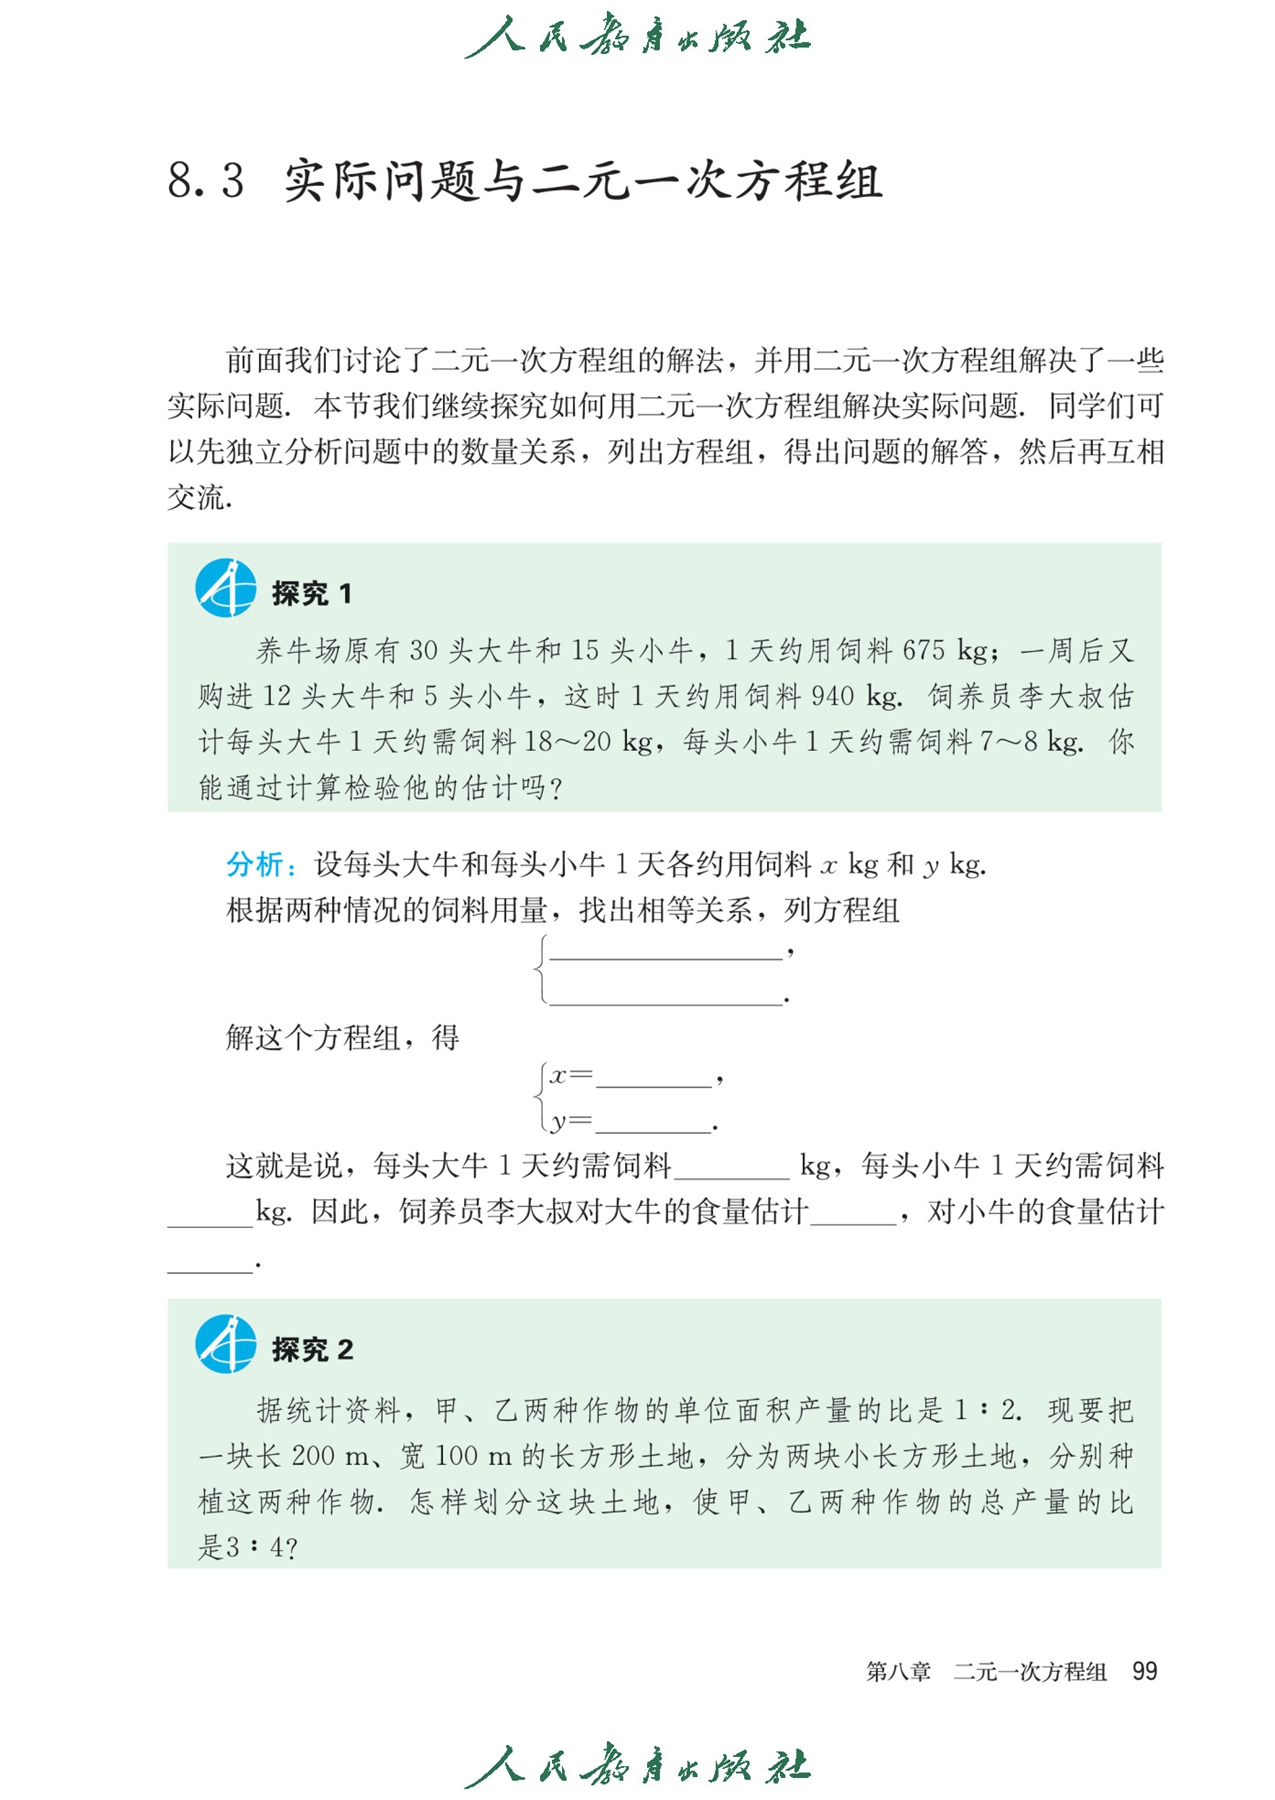 人民教育出版社
8.3 实际问题与二元一次方程组
前面我们讨论了二元一次方程组的解法，并用二元一次方程组解决了一些
实际问题．本节我们继续探究如何用二元一次方程组解决实际问题．同学们可
以先独立分析问题中的数量关系，列出方程组，得出问题的解答，然后再互相
交流．
探究 1
养牛场原有 30 头大牛和 15 头小牛，1 天约用饲料 675 kg；一周后又
购进 12 头大牛和 5 头小牛，这时 1 天约用饲料 940 kg．饲养员李大叔估
计每头大牛 1 天约需饲料 18～20 kg，每头小牛 1 天约需饲料 7～8 kg．你
能通过计算检验他的估计吗？
分析：设每头大牛和每头小牛 1 天各约用饲料 x kg 和 y kg．
根据两种情况的饲料用量，找出相等关系，列方程组
{________________，
________________．
解这个方程组，得
{x=________，
y=________．
这就是说，每头大牛 1 天约需饲料________ kg，每头小牛 1 天约需饲料
______kg．因此，饲养员李大叔对大牛的食量估计______，对小牛的食量估计
______．
探究 2
据统计资料，甲、乙两种作物的单位面积产量的比是 1∶2．现要把
一块长 200 m、宽 100 m 的长方形土地，分为两块小长方形土地，分别种
植这两种作物．怎样划分这块土地，使甲、乙两种作物的总产量的比
是3∶4？
第八章 二元一次方程组 99
人民教育出版社